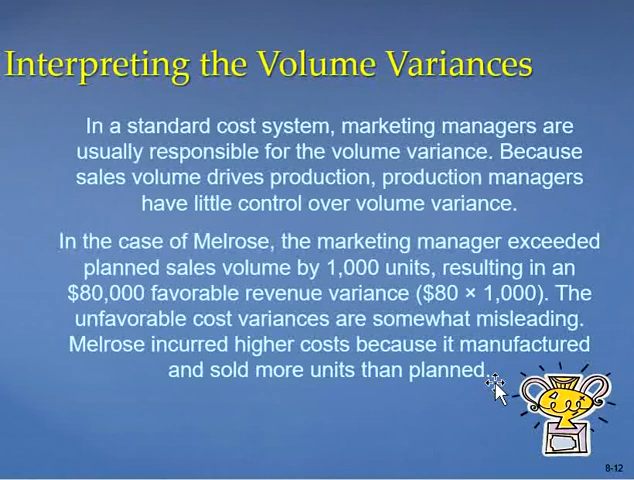 Interpreting the Volume Variances
In a standard cost system, marketing managers are
usually responsible for the volume variance. Because
sales volume drives production, production managers
have little control over volume variance.
In the case of Melrose, the marketing manager exceeded
planned sales volume by 1,000 units, resulting in an
$80,000 favorable revenue variance ($80 × 1,000). The
unfavorable cost variances are somewhat misleading.
Melrose incurred higher costs because it manufactured
and sold more units than planned.
8-12